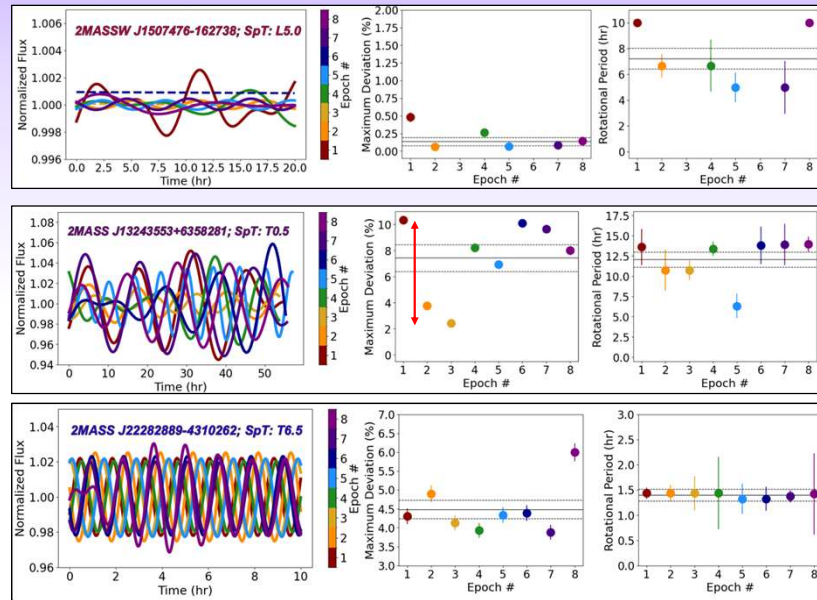 2MASSW J1507476-162738; SpT: L5.0
1.006
1.004
1.002
1.000
0.998
0.996
Normalized Flux
0.0 2.5 5.0 7.5 10.0 12.5 15.0 17.5 20.0
Time (hr)
8
7
6
5
4
3
2
1
Epoch #
Maximum Deviation (%)
2.00
1.75
1.50
1.25
1.00
0.75
0.50
0.25
0.00
1 2 3 4 5 6 7 8
Epoch #
Rotational Period (hr)
10
8
6
4
2
0
1 2 3 4 5 6 7 8
Epoch #
2MASS J13243553+6358281; SpT: T0.5
1.08
1.06
1.04
1.02
1.00
0.98
0.96
0.94
Normalized Flux
0 10 20 30 40 50
Time (hr)
8
7
6
5
4
3
2
1
Epoch #
Maximum Deviation (%)
10
8
6
4
2
0
1 2 3 4 5 6 7 8
Epoch #
Rotational Period (hr)
17.5
15.0
12.5
10.0
7.5
5.0
2.5
0.0
1 2 3 4 5 6 7 8
Epoch #
2MASS J22282889-4310262; SpT: T6.5
1.04
1.02
1.00
0.98
0.96
Normalized Flux
0 2 4 6 8 10
Time (hr)
8
7
6
5
4
3
2
1
Epoch #
Maximum Deviation (%)
7.0
6.5
6.0
5.5
5.0
4.5
4.0
3.5
3.0
1 2 3 4 5 6 7 8
Epoch #
Rotational Period (hr)
3.0
2.5
2.0
1.5
1.0
0.5
0.0
1 2 3 4 5 6 7 8
Epoch #